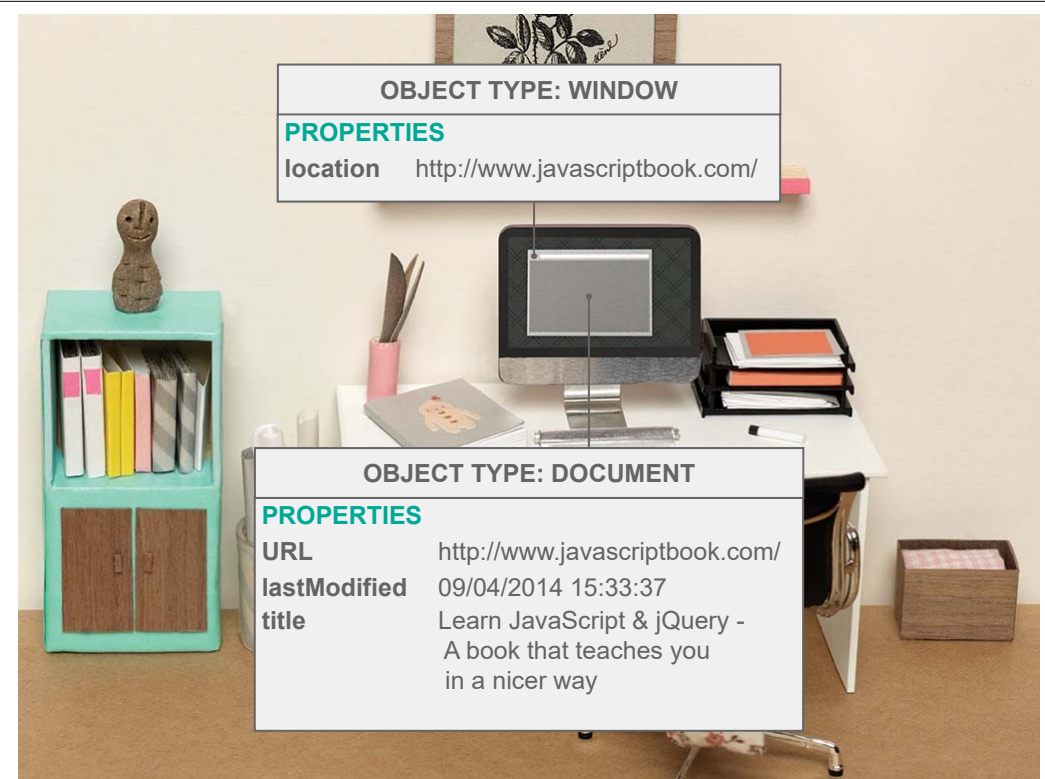 OBJECT TYPE: WINDOW
PROPERTIES
location http://www.javascriptbook.com/
OBJECT TYPE: DOCUMENT
PROPERTIES
URL http://www.javascriptbook.com/
lastModified 09/04/2014 15:33:37
title Learn JavaScript & jQuery -
A book that teaches you
in a nicer way